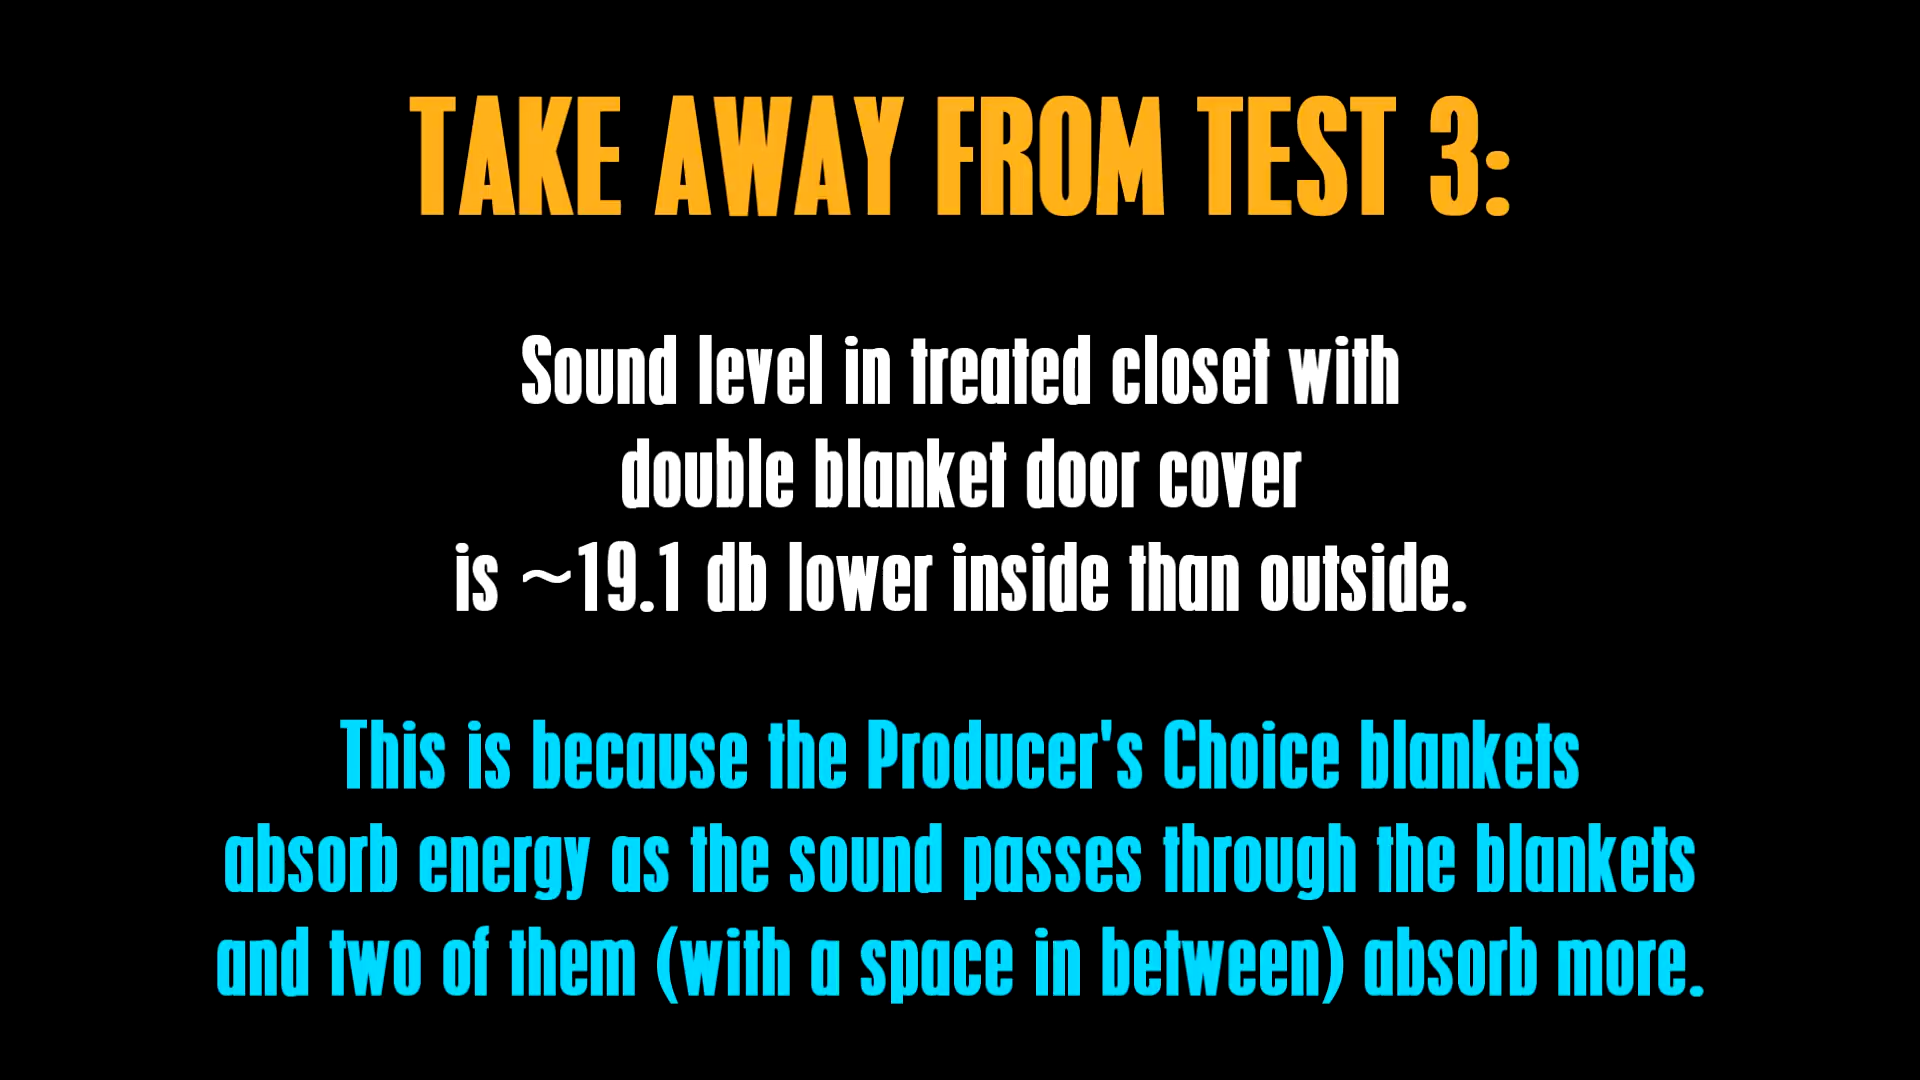 TAKE AWAY FROM TEST 3:
Sound level in treated closet with
double blanket door cover
is ~19.1 db lower inside than outside.
This is because the Producer's Choice blankets
absorb energy as the sound passes through the blankets
and two of them (with a space in between) absorb more.